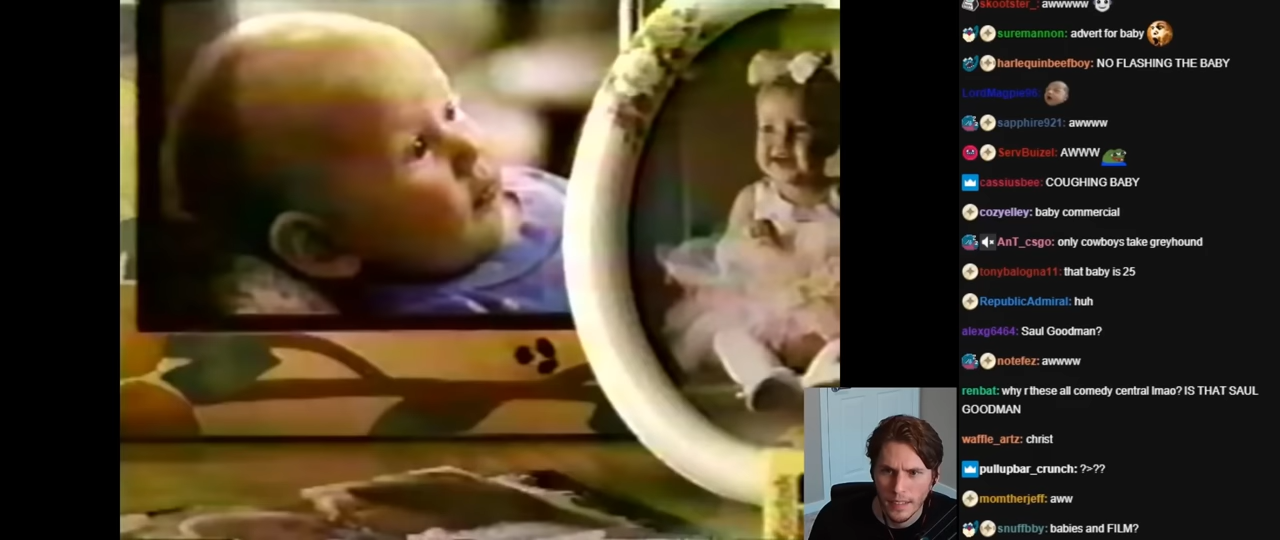 skootster_: awwwww
suremannon: advert for baby
harlequinbeefboy: NO FLASHING THE BABY
LordMagpie96:
sapphire921: awwww
ServBuizel: AWWW
cassiusbee: COUGHING BABY
cozyelley: baby commercial
AnT_csgo: only cowboys take greyhound
tonybalogna11: that baby is 25
RepublicAdmiral: huh
alexg6464: Saul Goodman?
notefez: awwww
renbat: why r these all comedy central lmao? IS THAT SAUL
GOODMAN
waffle_artz: christ
pullupbar_crunch: ?>??
momtherjeff: aww
snuffbby: babies and FILM?